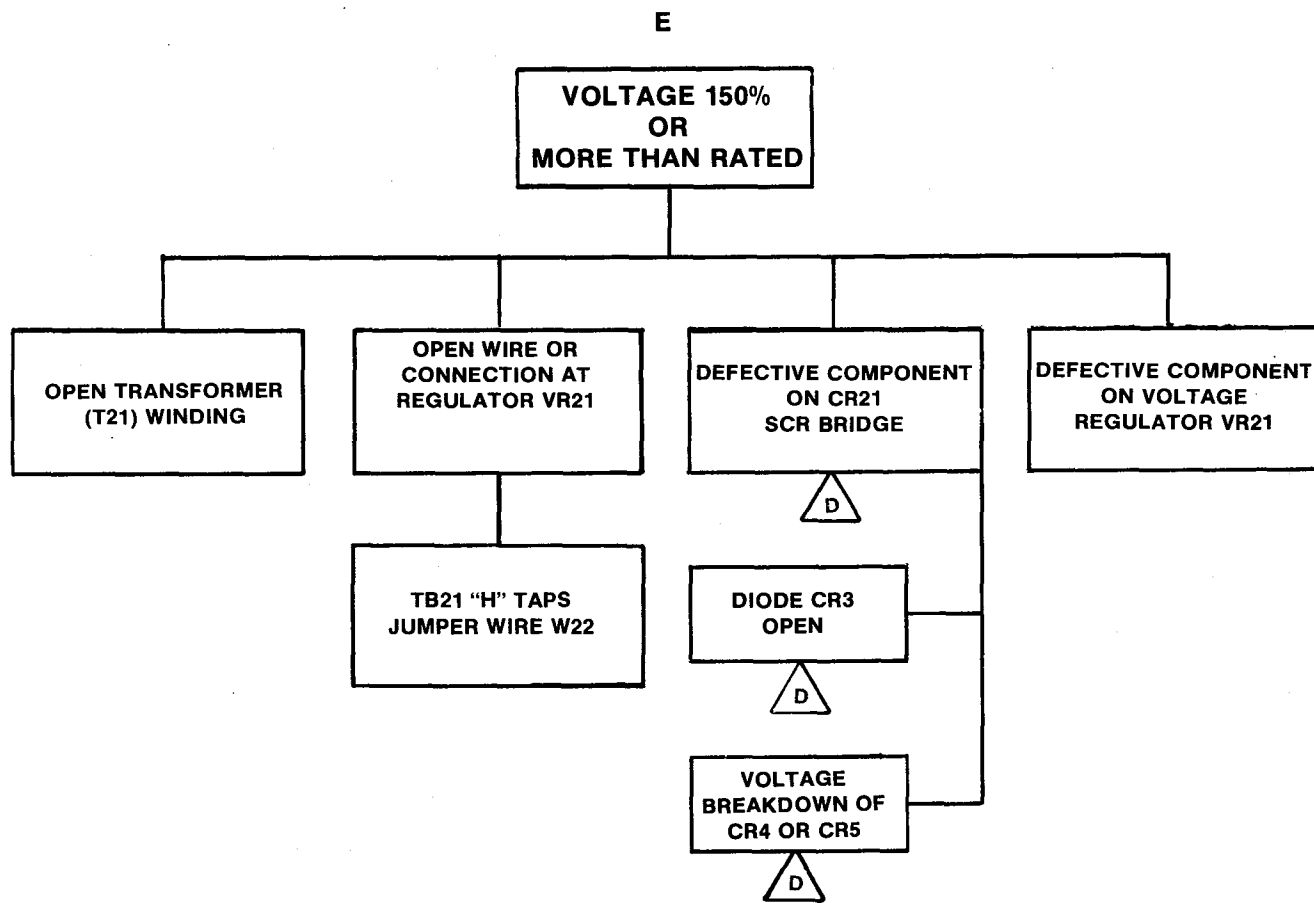 E
VOLTAGE 150%
OR
MORE THAN RATED
OPEN TRANSFORMER
(T21) WINDING
OPEN WIRE OR
CONNECTION AT
REGULATOR VR21
DEFECTIVE COMPONENT
ON CR21
SCR BRIDGE
DEFECTIVE COMPONENT
ON VOLTAGE
REGULATOR VR21
D
TB21 “H” TAPS
JUMPER WIRE W22
DIODE CR3
OPEN
D
VOLTAGE
BREAKDOWN OF
CR4 OR CR5
D